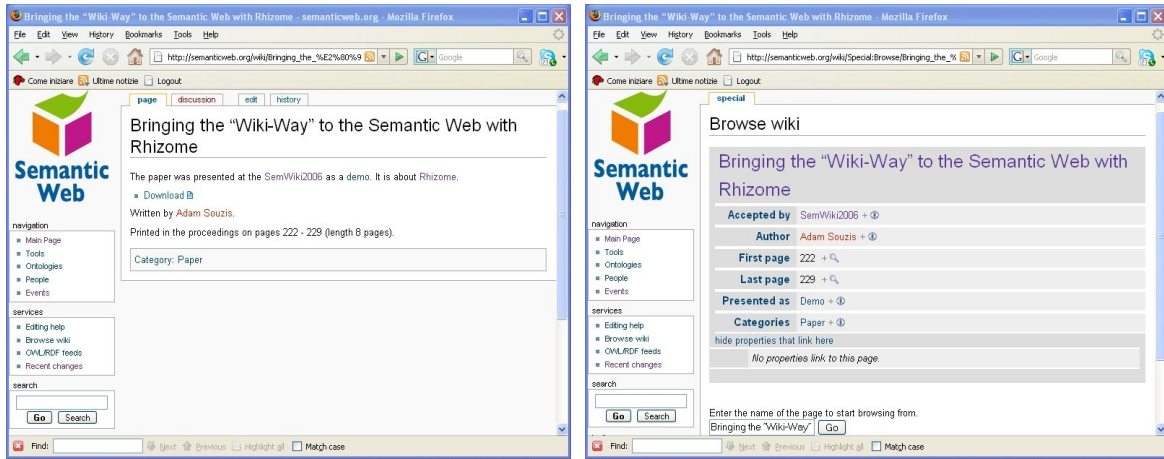 Bringing the "Wiki-Way" to the Semantic Web with Rhizome - semanticweb.org - Mozilla Firefox
File Edit View History Bookmarks Tools Help
http://semanticweb.org/wiki/Bringing_the_%E2%80%9
Google
Come iniziare Ultime notizie Logout
page discussion edit history
Semantic
Web
navigation
Main Page
Tools
Ontologies
People
Events
services
Editing help
Browse wiki
OWL/RDF feeds
Recent changes
search
Go Search
Bringing the “Wiki-Way” to the Semantic Web with
Rhizome
The paper was presented at the SemWiki2006 as a demo. It is about Rhizome.
Download
Written by Adam Souzis.
Printed in the proceedings on pages 222 - 229 (length 8 pages).
Category: Paper
Find: Next Previous Highlight all Match case
Bringing the "Wiki-Way" to the Semantic Web with Rhizome - semanticweb.org - Mozilla Firefox
File Edit View History Bookmarks Tools Help
http://semanticweb.org/wiki/Special:Browse/Bringing_the_%
Google
Come iniziare Ultime notizie Logout
special
Semantic
Web
navigation
Main Page
Tools
Ontologies
People
Events
services
Editing help
Browse wiki
OWL/RDF feeds
Recent changes
search
Go Search
Browse wiki
Bringing the “Wiki-Way” to the Semantic Web with
Rhizome
Accepted by SemWiki2006 +
Author Adam Souzis +
First page 222 +
Last page 229 +
Presented as Demo +
Categories Paper +
hide properties that link here
No properties link to this page.
Enter the name of the page to start browsing from.
Bringing the "Wiki-Way" Go
Find: Next Previous Highlight all Match case